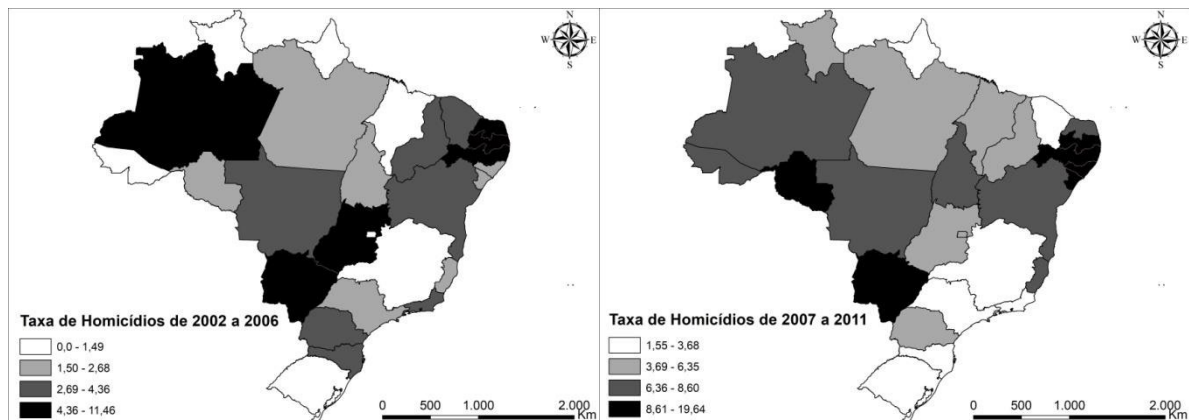 N
W E
S
Taxa de Homicídios de 2002 a 2006
0,0 - 1,49
1,50 - 2,68
2,69 - 4,36
4,36 - 11,46
0 500 1.000 2.000
Km
N
W E
S
Taxa de Homicídios de 2007 a 2011
1,55 - 3,68
3,69 - 6,35
6,36 - 8,60
8,61 - 19,64
0 500 1.000 2.000
Km